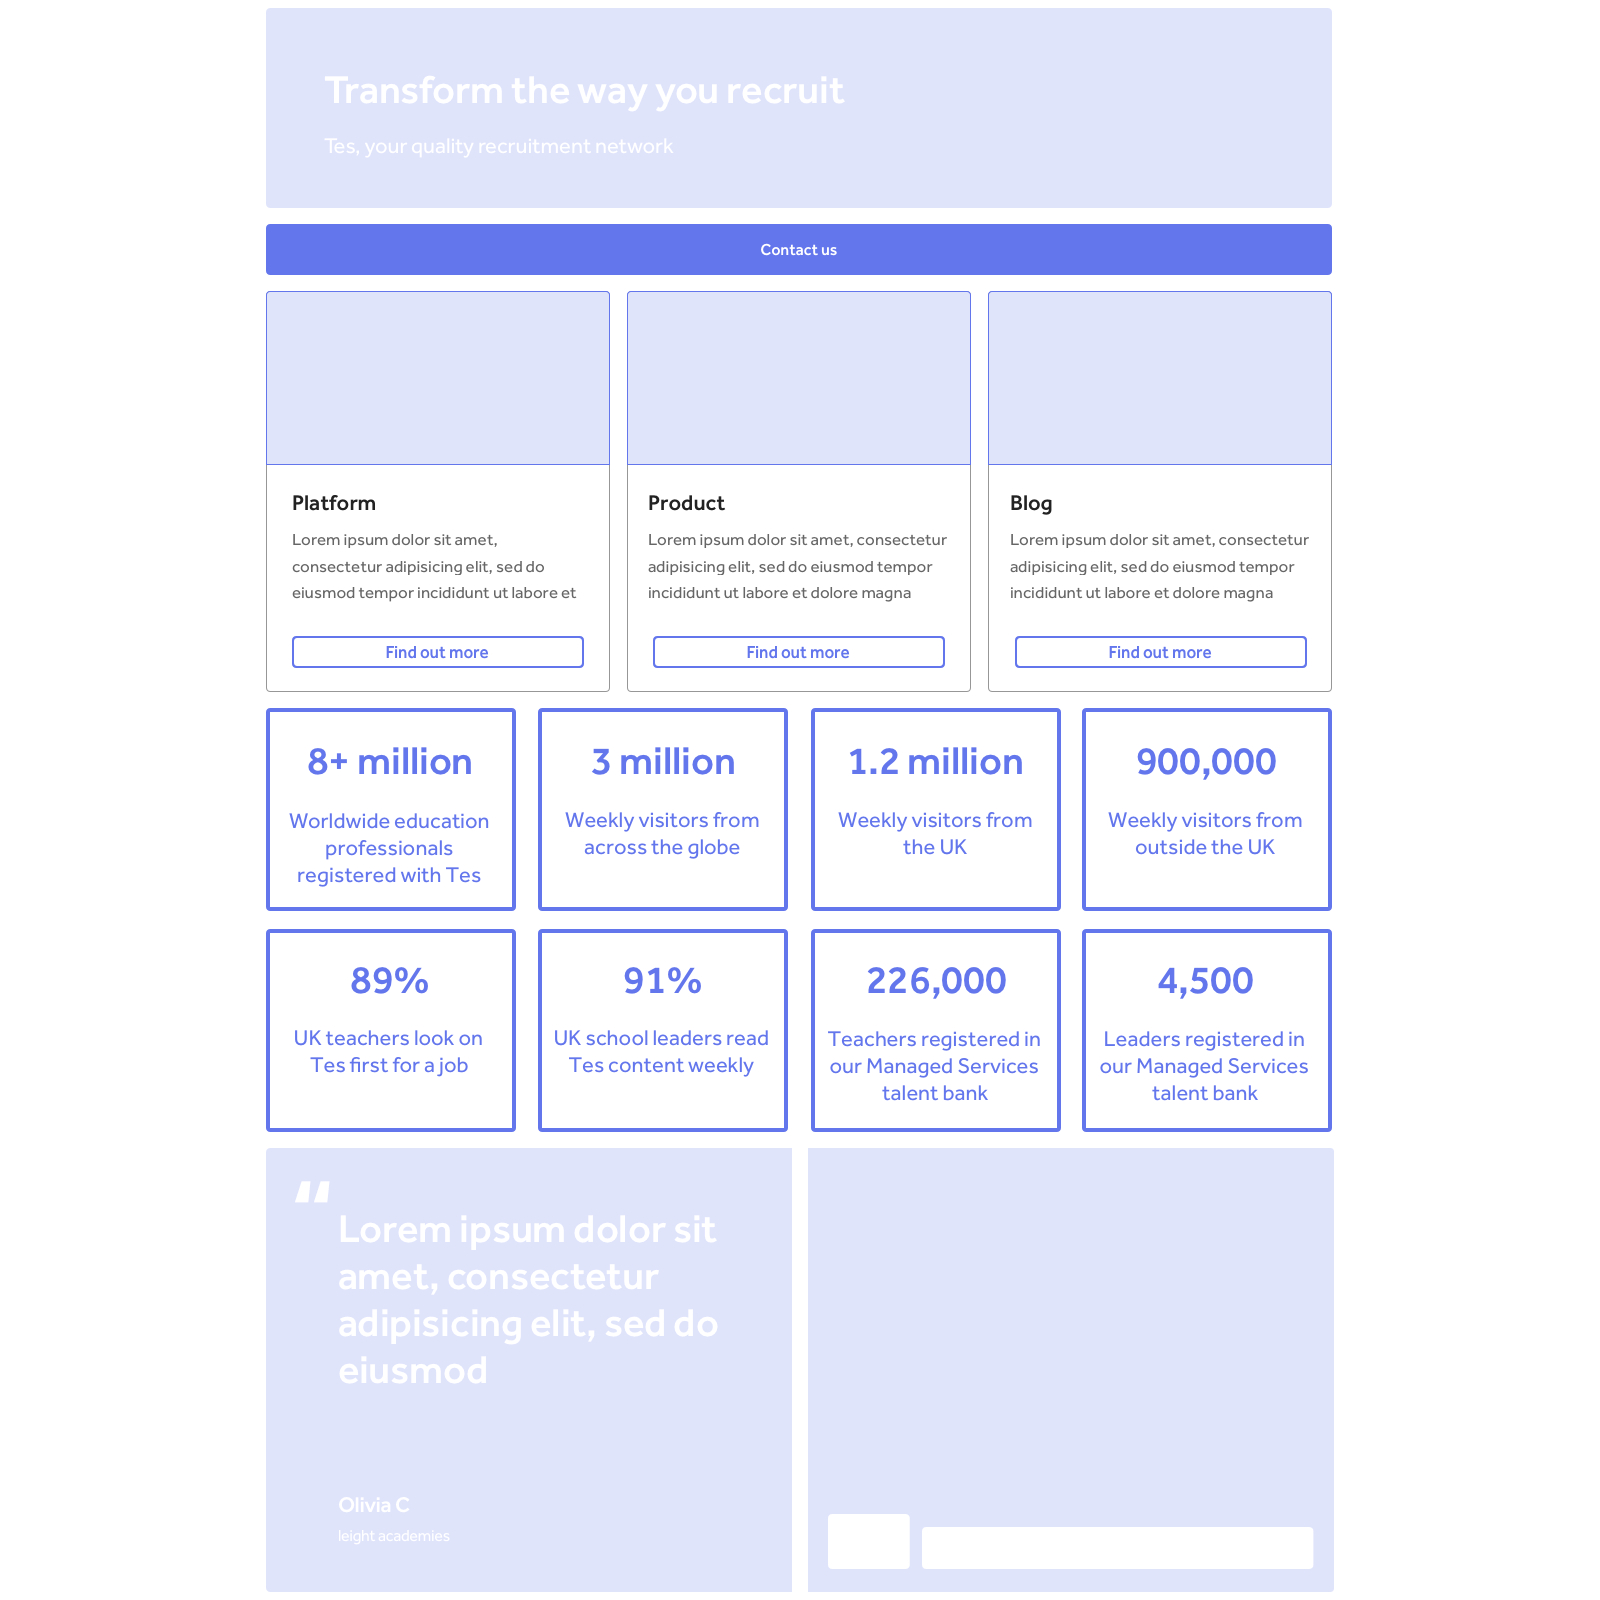 Transform the way you recruit
Tes, your quality recruitment network
Contact us
Platform
Lorem ipsum dolor sit amet,
consectetur adipisicing elit, sed do
eiusmod tempor incididunt ut labore et
Find out more
Product
Lorem ipsum dolor sit amet, consectetur
adipisicing elit, sed do eiusmod tempor
incididunt ut labore et dolore magna
Find out more
Blog
Lorem ipsum dolor sit amet, consectetur
adipisicing elit, sed do eiusmod tempor
incididunt ut labore et dolore magna
Find out more
8+ million
Worldwide education
professionals
registered with Tes
3 million
Weekly visitors from
across the globe
1.2 million
Weekly visitors from
the UK
900,000
Weekly visitors from
outside the UK
89%
UK teachers look on
Tes first for a job
91%
UK school leaders read
Tes content weekly
226,000
Teachers registered in
our Managed Services
talent bank
4,500
Leaders registered in
our Managed Services
talent bank
“
Lorem ipsum dolor sit
amet, consectetur
adipisicing elit, sed do
eiusmod
Olivia C
leight academies